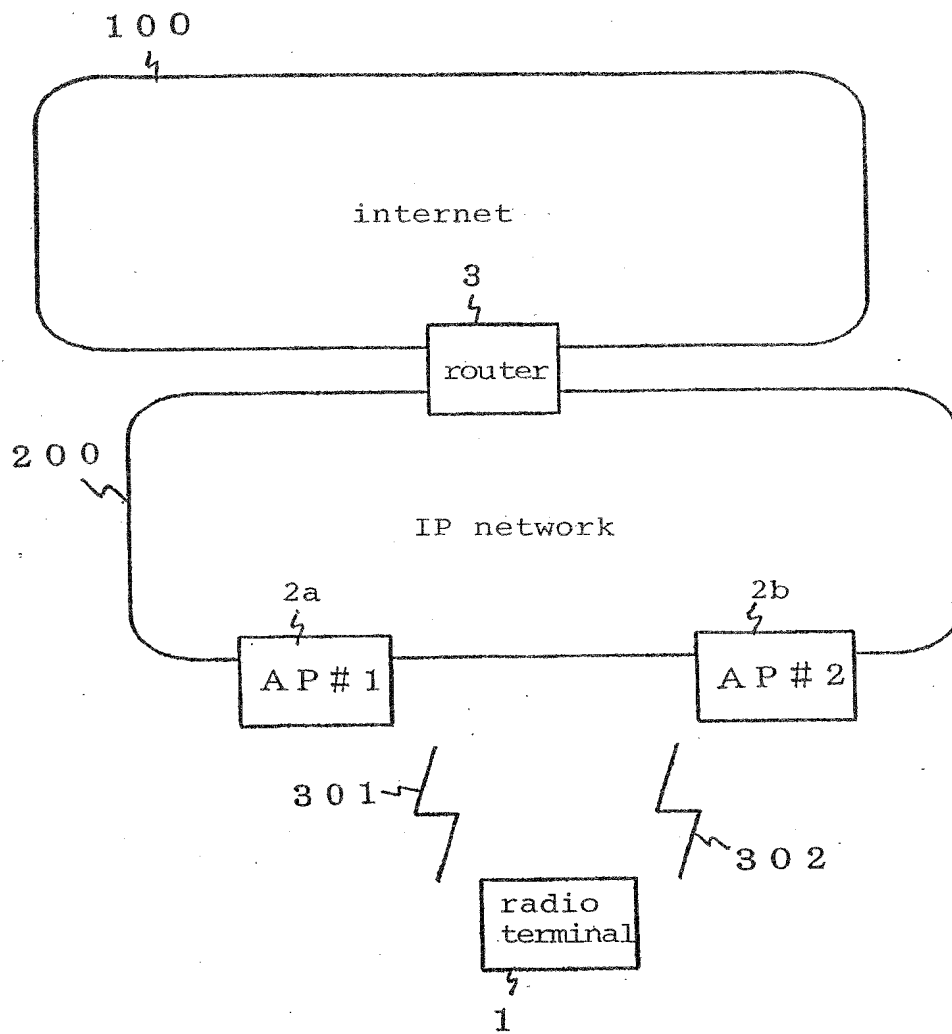 100
internet
3
router
200
IP network
2a
2b
AP#1
AP#2
301
302
radio
terminal
1